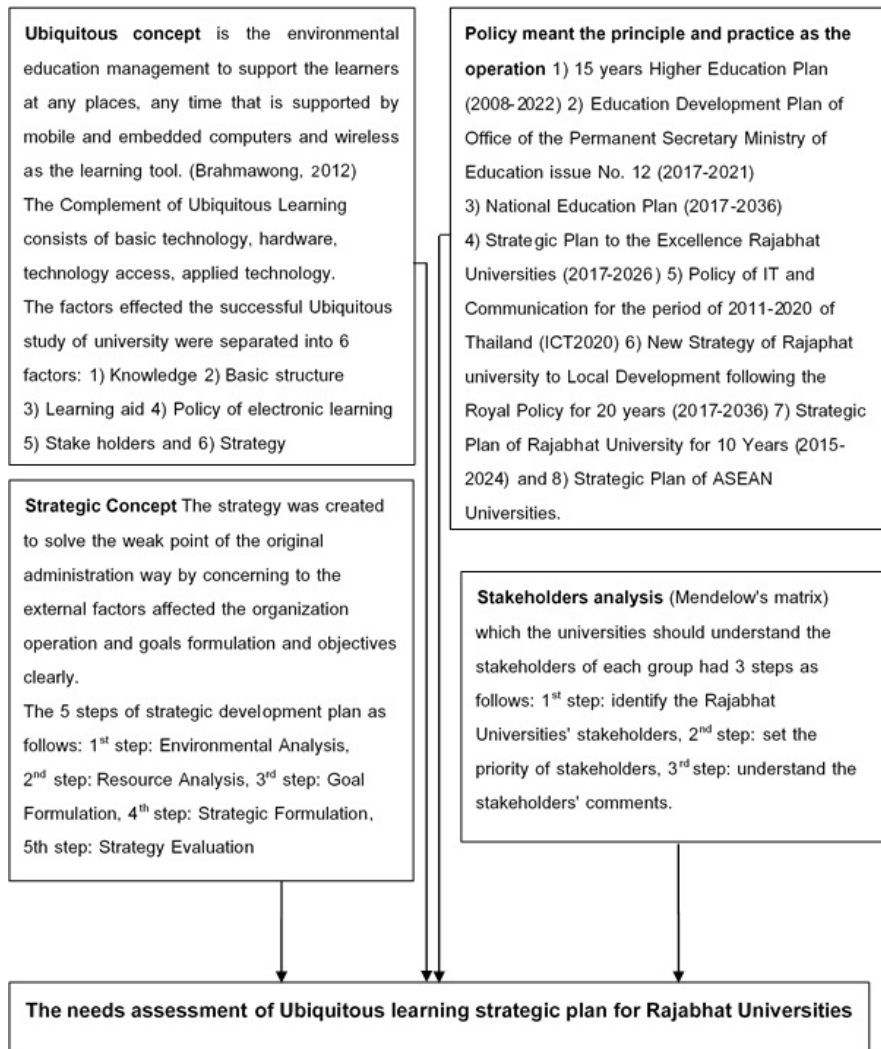 Ubiquitous concept is the environmental
education management to support the learners
at any places, any time that is supported by
mobile and embedded computers and wireless
as the learning tool. (Brahmawong, 2012)
The Complement of Ubiquitous Learning
consists of basic technology, hardware,
technology access, applied technology.
The factors effected the successful Ubiquitous
study of university were separated into 6
factors: 1) Knowledge 2) Basic structure
3) Learning aid 4) Policy of electronic learning
5) Stake holders and 6) Strategy
Policy meant the principle and practice as the
operation 1) 15 years Higher Education Plan
(2008-2022) 2) Education Development Plan of
Office of the Permanent Secretary Ministry of
Education issue No. 12 (2017-2021)
3) National Education Plan (2017-2036)
4) Strategic Plan to the Excellence Rajabhat
Universities (2017-2026) 5) Policy of IT and
Communication for the period of 2011-2020 of
Thailand (ICT2020) 6) New Strategy of Rajaphat
university to Local Development following the
Royal Policy for 20 years (2017-2036) 7) Strategic
Plan of Rajabhat University for 10 Years (2015-
2024) and 8) Strategic Plan of ASEAN
Universities.
Strategic Concept The strategy was created
to solve the weak point of the original
administration way by concerning to the
external factors affected the organization
operation and goals formulation and objectives
clearly.
The 5 steps of strategic development plan as
follows: 1st step: Environmental Analysis,
2nd step: Resource Analysis, 3rd step: Goal
Formulation, 4th step: Strategic Formulation,
5th step: Strategy Evaluation
Stakeholders analysis (Mendelow's matrix)
which the universities should understand the
stakeholders of each group had 3 steps as
follows: 1st step: identify the Rajabhat
Universities' stakeholders, 2nd step: set the
priority of stakeholders, 3rd step: understand the
stakeholders' comments.
The needs assessment of Ubiquitous learning strategic plan for Rajabhat Universities